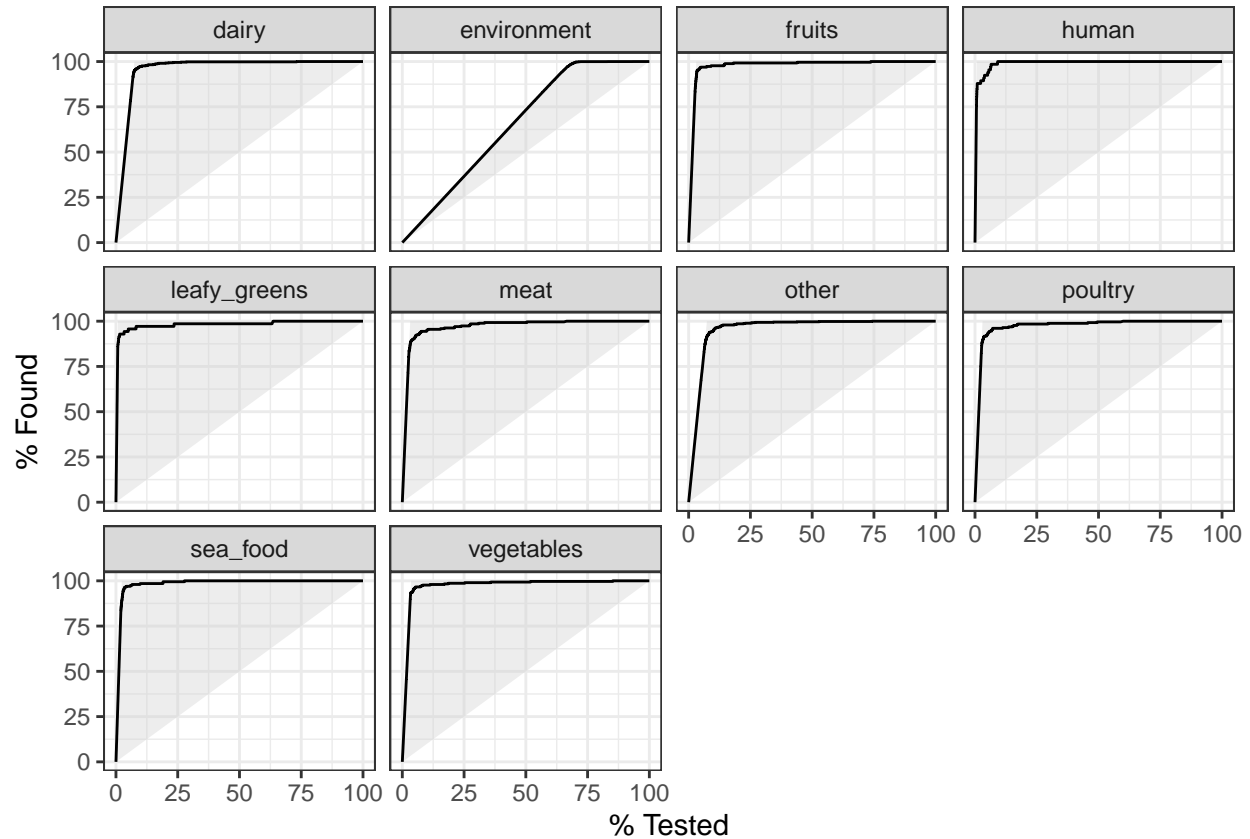 dairy environment fruits human
100
75
50
25
0
leafy_greens meat other poultry
100
75
50
25
0
0 25 50 75 100 0 25 50 75 100
sea_food vegetables
100
75
50
25
0
0 25 50 75 100 0 25 50 75 100
% Tested
% Found